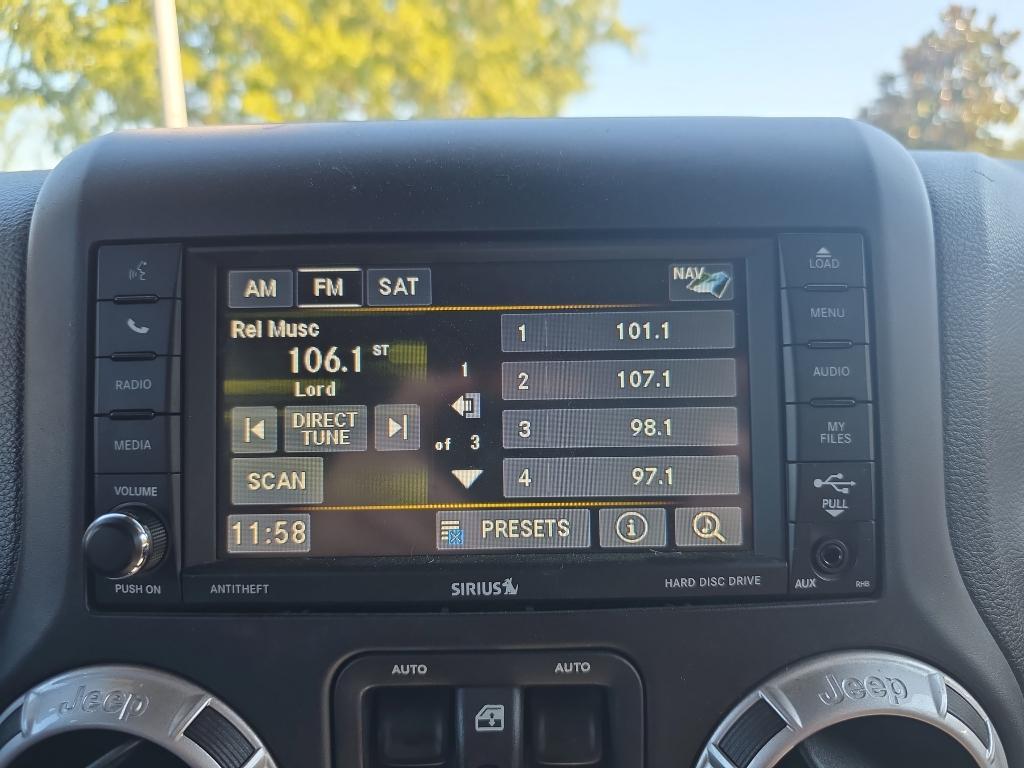 LOAD
AM FM SAT NAV
MENU
RADIO
Rel Musc
106.1 ST
Lord
1 101.1
2 107.1
3 98.1
4 97.1
1
of 3
DIRECT
TUNE
SCAN
AUDIO
MEDIA
MY
FILES
VOLUME
PULL
11:58 PRESETS i
PUSH ON
ANTITHEFT SIRIUS HARD DISC DRIVE
AUX RHB
AUTO AUTO
Jeep Jeep